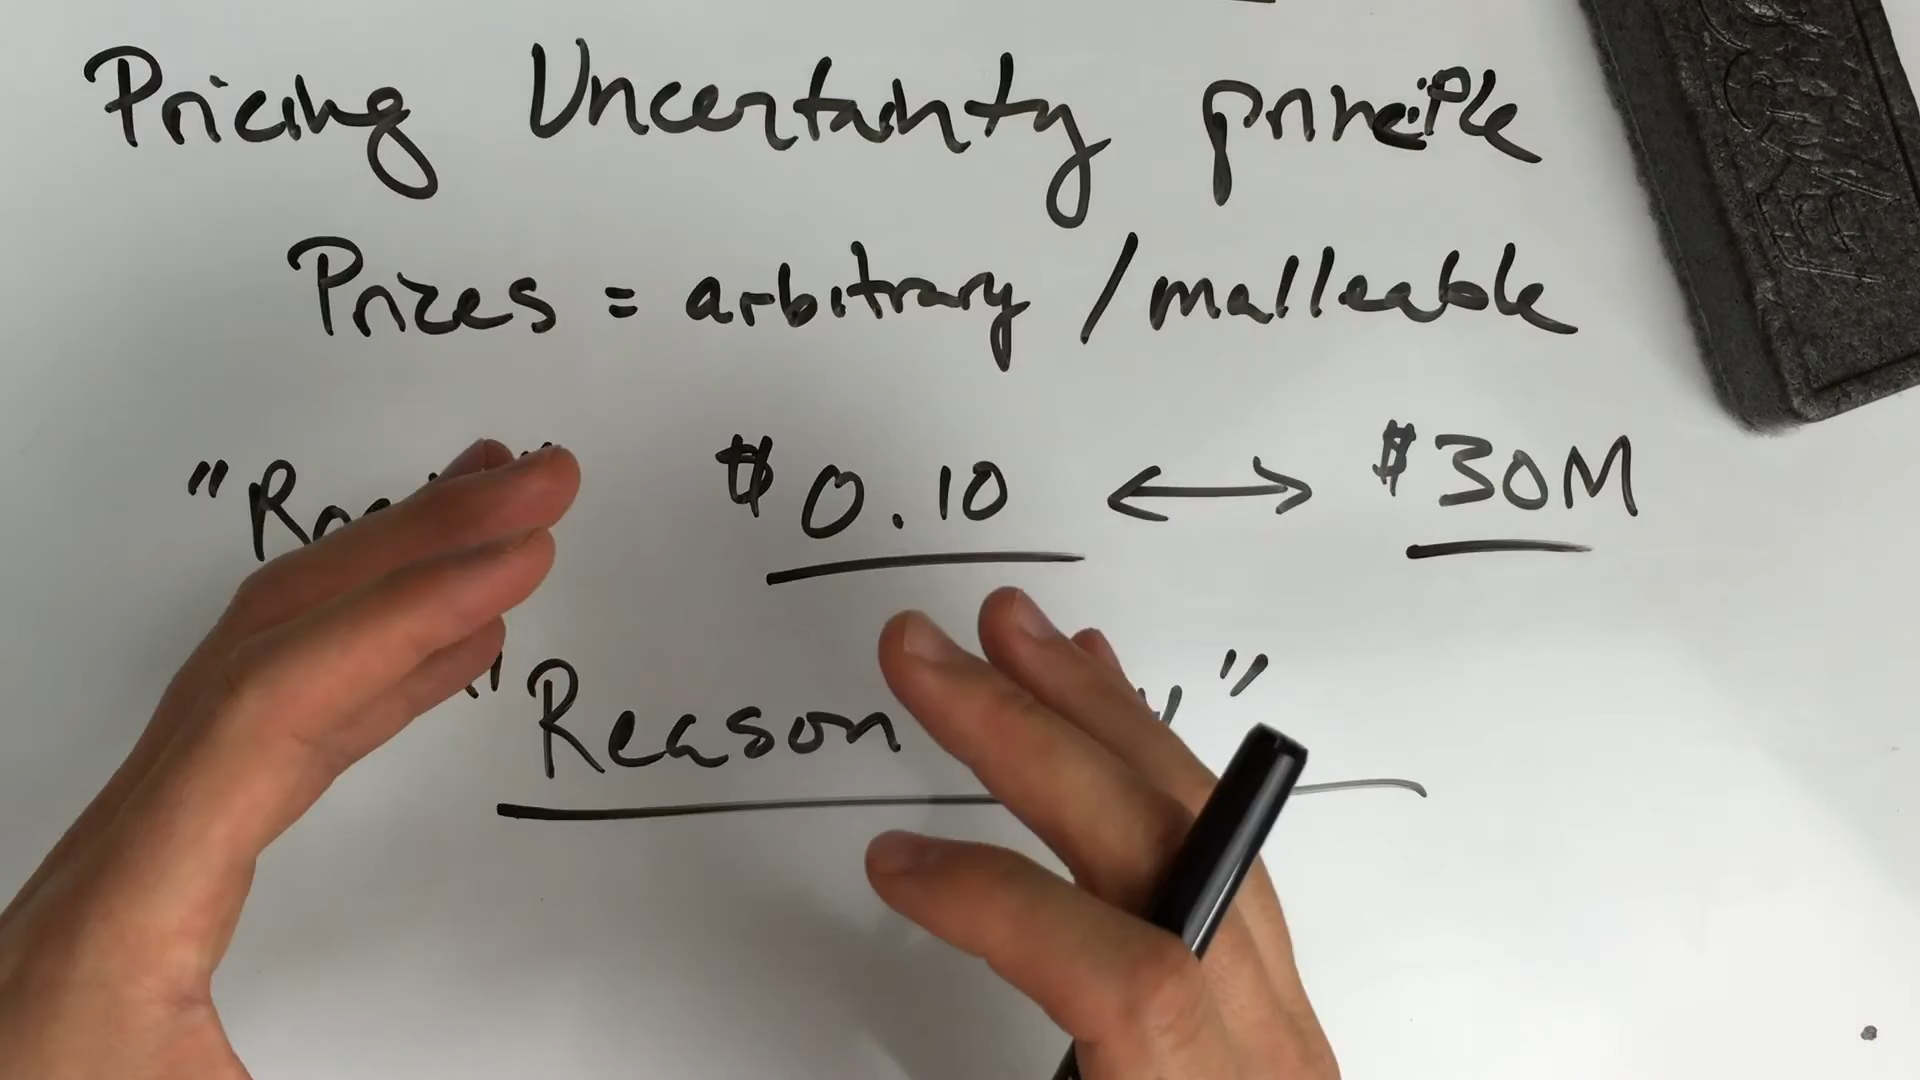 Pricing Uncertainty principle
Prizes = arbitrary / malleable
$0.10 ↔ $30M
"Reason